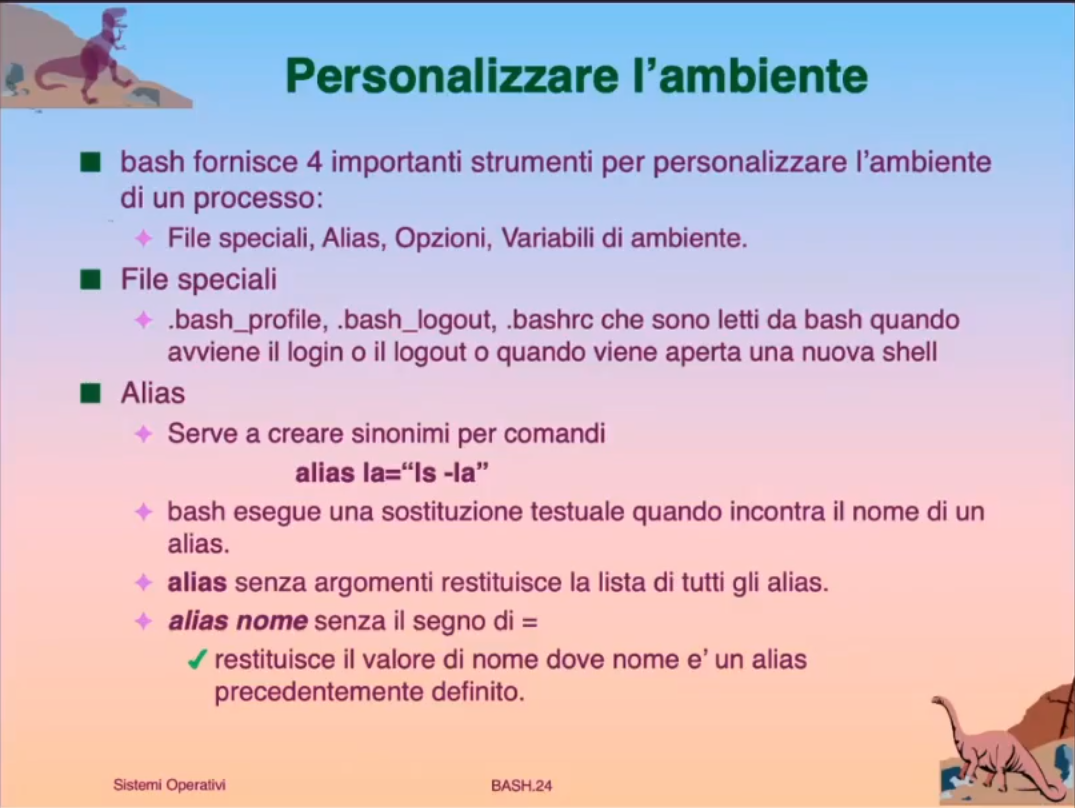 Personalizzare l’ambiente
bash fornisce 4 importanti strumenti per personalizzare l’ambiente
di un processo:
File speciali, Alias, Opzioni, Variabili di ambiente.
File speciali
.bash_profile, .bash_logout, .bashrc che sono letti da bash quando
avviene il login o il logout o quando viene aperta una nuova shell
Alias
Serve a creare sinonimi per comandi
alias la=“ls -la”
bash esegue una sostituzione testuale quando incontra il nome di un
alias.
alias senza argomenti restituisce la lista di tutti gli alias.
alias nome senza il segno di =
restituisce il valore di nome dove nome e’ un alias
precedentemente definito.
Sistemi Operativi
BASH.24